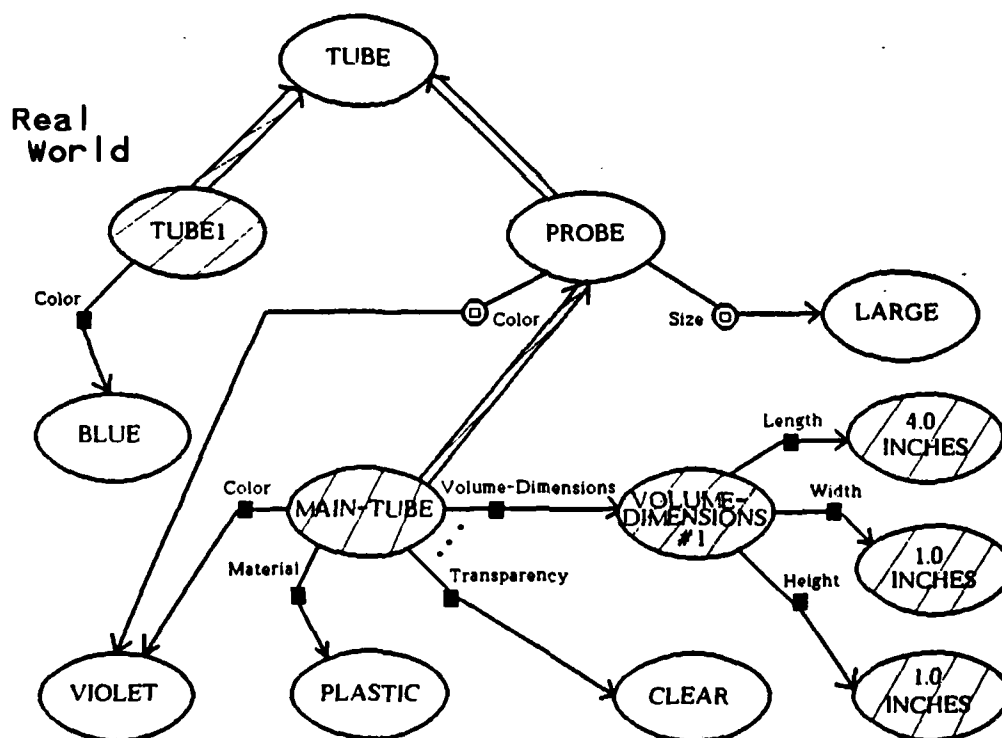 TUBE
Real
World
TUBE1
PROBE
Color
Color
Size
LARGE
BLUE
Length
4.0
INCHES
Color
MAIN-TUBE
Volume-Dimensions
VOLUME-
DIMENSIONS
#1
Width
1.0
INCHES
Material
Transparency
Height
VIOLET
PLASTIC
CLEAR
1.0
INCHES